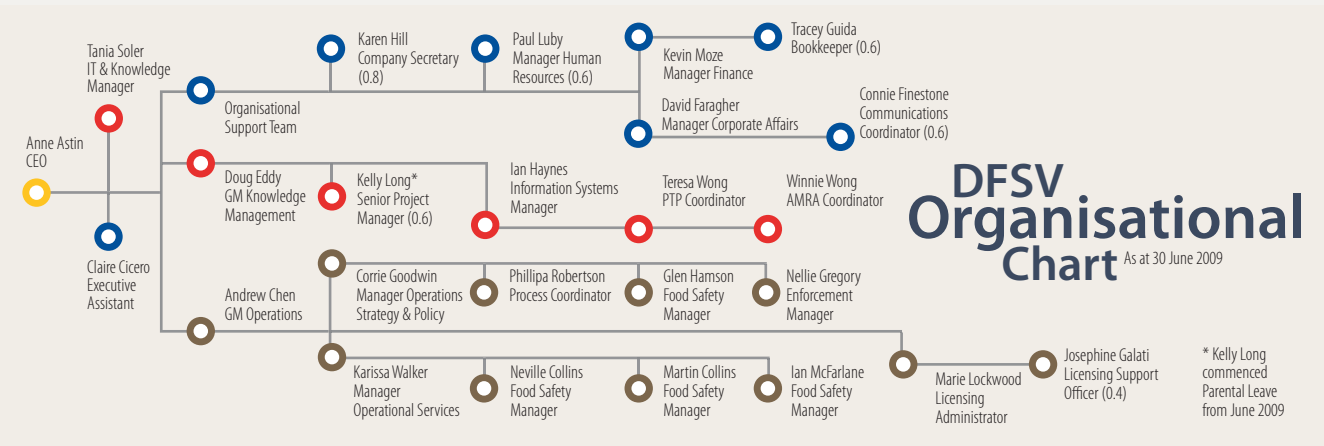 Tania Soler
IT & Knowledge
Manager
Anne Astin
CEO
Claire Cicero
Executive
Assistant
Organisational
Support Team
Karen Hill
Company Secretary
(0.8)
Paul Luby
Manager Human
Resources (0.6)
Kevin Moze
Manager Finance
Tracey Guida
Bookkeeper (0.6)
David Faragher
Manager Corporate Affairs
Connie Finestone
Communications
Coordinator (0.6)
Doug Eddy
GM Knowledge
Management
Kelly Long*
Senior Project
Manager (0.6)
Ian Haynes
Information Systems
Manager
Teresa Wong
PTP Coordinator
Winnie Wong
AMRA Coordinator
DFSV
Organisational
Chart As at 30 June 2009
Andrew Chen
GM Operations
Corrie Goodwin
Manager Operations
Strategy & Policy
Phillipa Robertson
Process Coordinator
Glen Hamson
Food Safety
Manager
Nellie Gregory
Enforcement
Manager
Karissa Walker
Manager
Operational Services
Neville Collins
Food Safety
Manager
Martin Collins
Food Safety
Manager
Ian McFarlane
Food Safety
Manager
Marie Lockwood
Licensing
Administrator
Josephine Galati
Licensing Support
Officer (0.4)
* Kelly Long
commenced
Parental Leave
from June 2009